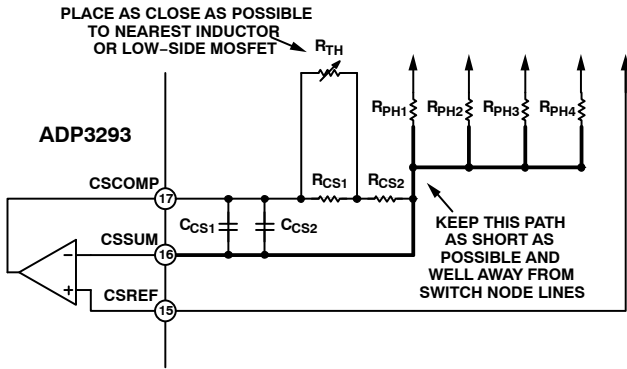 PLACE AS CLOSE AS POSSIBLE
TO NEAREST INDUCTOR
OR LOW−SIDE MOSFET
RTH
RPH1
RPH2
RPH3
RPH4
ADP3293
CSCOMP
17
RCS1
RCS2
CCS1
CCS2
KEEP THIS PATH
AS SHORT AS
POSSIBLE AND
WELL AWAY FROM
SWITCH NODE LINES
CSSUM
16
−
+
CSREF
15